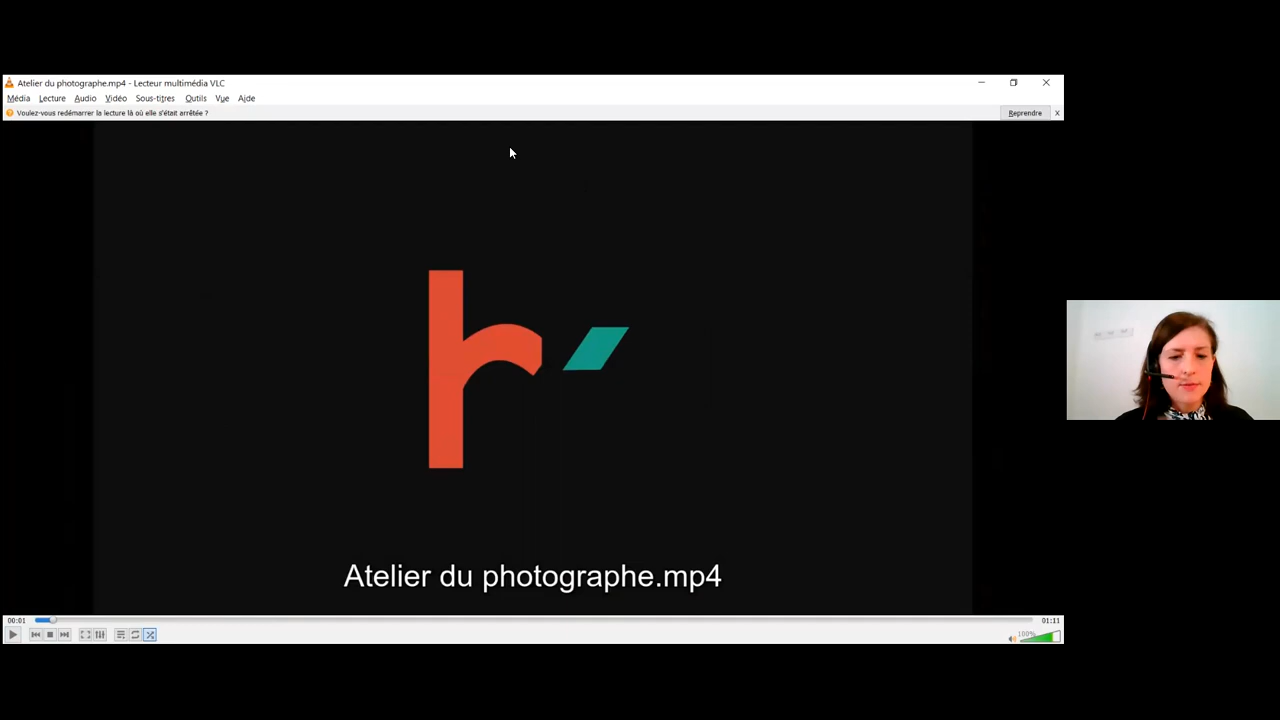 Atelier du photographe.mp4 - Lecteur multimédia VLC
Média Lecture Audio Vidéo Sous-titres Outils Vue Aide
Voulez-vous redémarrer la lecture là où elle s'était arrêtée ? Reprendre X
r
Atelier du photographe.mp4
00:01 01:11
100%